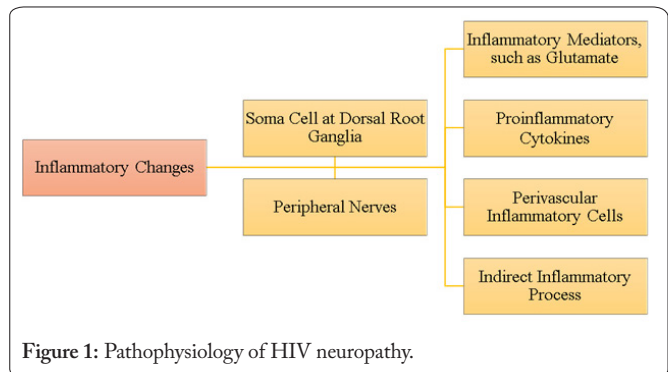 Inflammatory Changes
Soma Cell at Dorsal Root
Ganglia
Peripheral Nerves
Inflammatory Mediators,
such as Glutamate
Proinflammatory
Cytokines
Perivascular
Inflammatory Cells
Indirect Inflammatory
Process
Figure 1: Pathophysiology of HIV neuropathy.